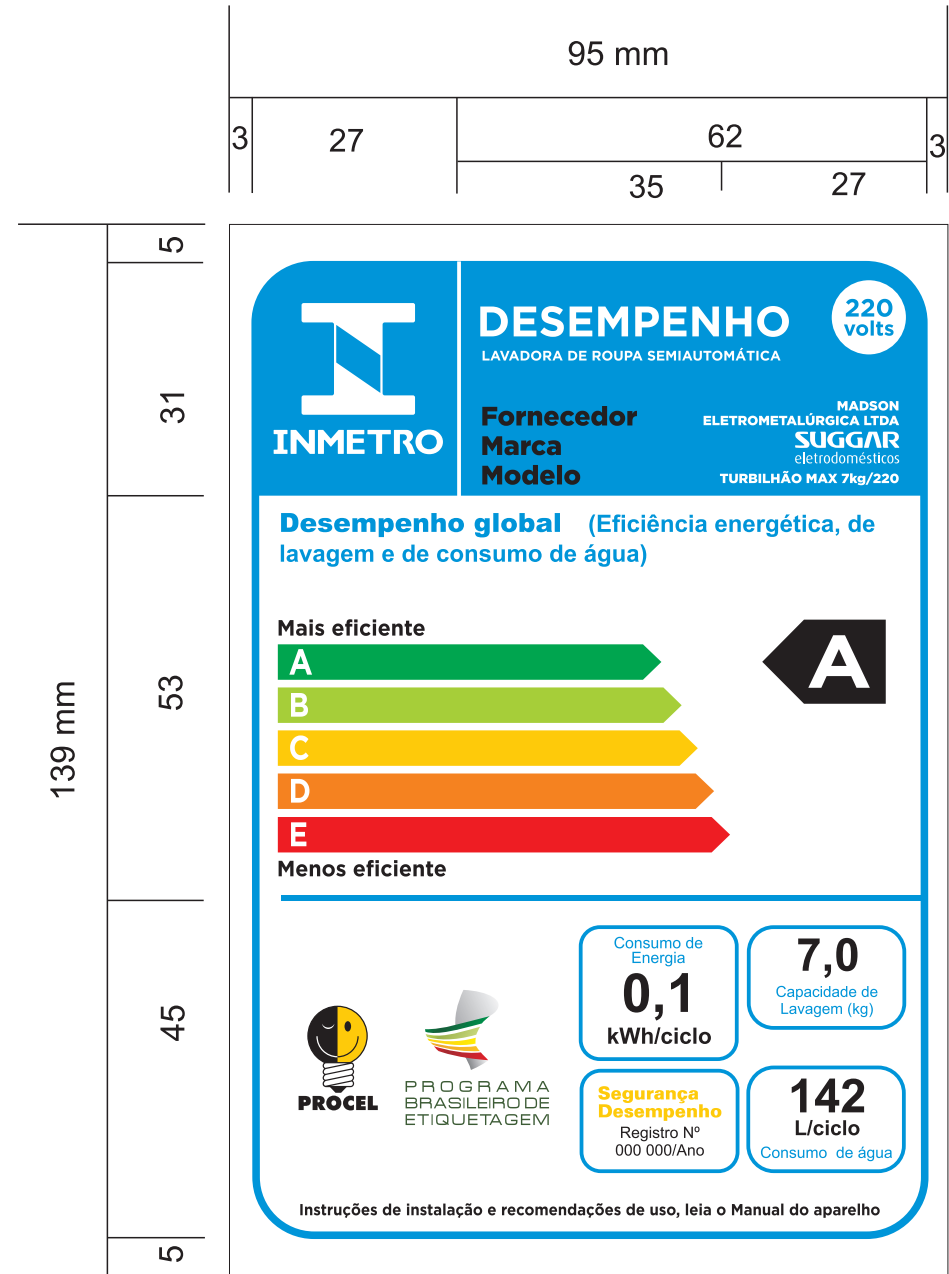 95 mm
3
27
62
3
35
27
5
31
53
139 mm
45
5
INMETRO
DESEMPENHO
LAVADORA DE ROUPA SEMIAUTOMÁTICA
220
volts
Fornecedor
Marca
Modelo
MADSON
ELETROMETALÚRGICA LTDA
SUGGAR
eletrodomésticos
TURBILHÃO MAX 7kg/220
Desempenho global (Eficiência energética, de
lavagem e de consumo de água)
Mais eficiente
A
B
C
D
E
Menos eficiente
A
PROCEL
PROGRAMA
BRASILEIRO DE
ETIQUETAGEM
Consumo de
Energia
0,1
kWh/ciclo
7,0
Capacidade de
Lavagem (kg)
Segurança
Desempenho
Registro Nº
000 000/Ano
142
L/ciclo
Consumo de água
Instruções de instalação e recomendações de uso, leia o Manual do aparelho